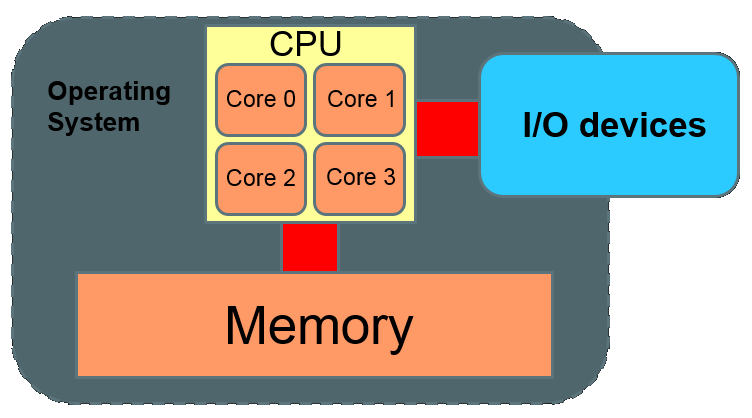 CPU
Operating
System
Core 0
Core 1
Core 2
Core 3
I/O devices
Memory